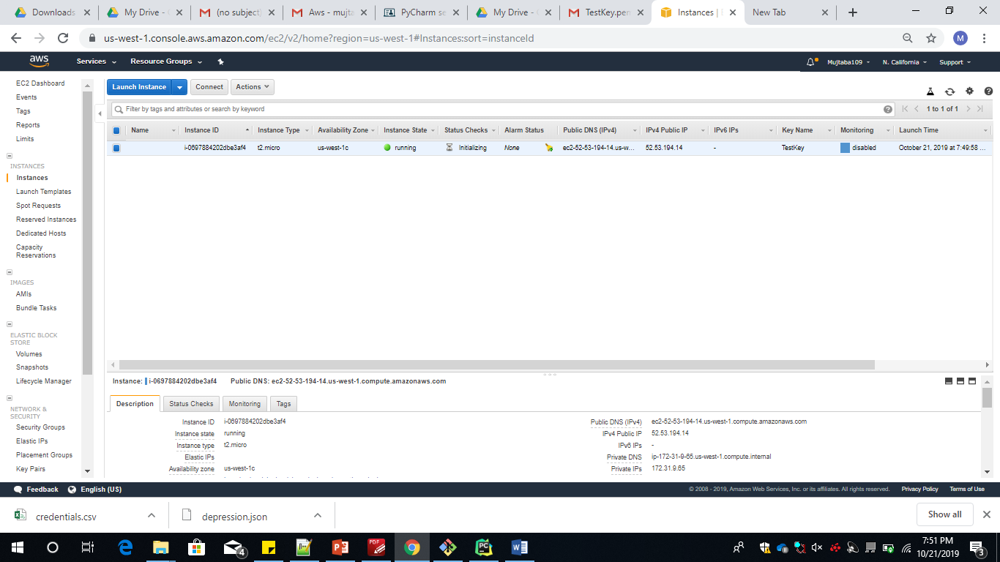 Downloads
My Drive -
(no subject)
Aws - mujta
PyCharm se
My Drive -
TestKey.pem
Instances | E
New Tab
us-west-1.console.aws.amazon.com/ec2/v2/home?region=us-west-1#Instances:sort=instanceId
M
aws
Services
Resource Groups
Mujtaba109
N. California
Support
EC2 Dashboard
Events
Tags
Reports
Limits
INSTANCES
Instances
Launch Templates
Spot Requests
Reserved Instances
Dedicated Hosts
Capacity
Reservations
IMAGES
AMIs
Bundle Tasks
ELASTIC BLOCK
STORE
Volumes
Snapshots
Lifecycle Manager
NETWORK &
SECURITY
Security Groups
Elastic IPs
Placement Groups
Key Pairs
Launch Instance
Connect
Actions
Filter by tags and attributes or search by keyword
1 to 1 of 1
Name Instance ID Instance Type Availability Zone Instance State Status Checks Alarm Status Public DNS (IPv4) IPv4 Public IP IPv6 IPs Key Name Monitoring Launch Time
i-0697884202dbe3af4 t2.micro us-west-1c running Initializing None ec2-52-53-194-14.us-w... 52.53.194.14 - TestKey disabled October 21, 2019 at 7:49:58 ...
Instance: i-0697884202dbe3af4 Public DNS: ec2-52-53-194-14.us-west-1.compute.amazonaws.com
Description Status Checks Monitoring Tags
Instance ID i-0697884202dbe3af4 Public DNS (IPv4) ec2-52-53-194-14.us-west-1.compute.amazonaws.com
Instance state running IPv4 Public IP 52.53.194.14
Instance type t2.micro IPv6 IPs -
Elastic IPs Private DNS ip-172-31-9-65.us-west-1.compute.internal
Availability zone us-west-1c Private IPs 172.31.9.65
Feedback English (US)
© 2008 - 2019, Amazon Web Services, Inc. or its affiliates. All rights reserved. Privacy Policy Terms of Use
credentials.csv
depression.json
Show all
4
PDF
PC
7:51 PM
10/21/2019
3